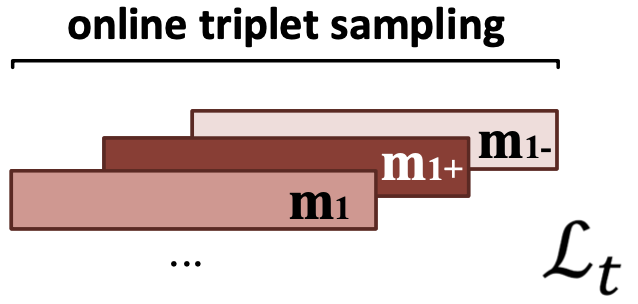 online triplet sampling
m₁₋
m₁₊
m₁
...
ℒₜ